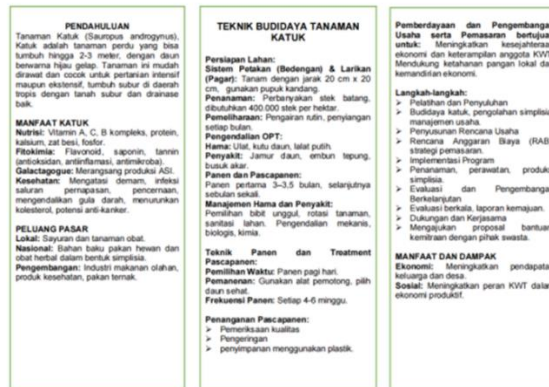 PENDAHULUAN
Tanaman Katuk (Sauropus androgynus),
Katuk adalah tanaman perdu yang bisa
tumbuh hingga 2-3 meter, dengan daun
berwarna hijau gelap. Tanaman ini mudah
dirawat dan cocok untuk pertanian intensif
maupun ekstensif, tumbuh subur di daerah
tropis dengan tanah subur dan drainase
baik.
MANFAAT KATUK
Nutrisi: Vitamin A, C, B kompleks, protein,
kalsium, zat besi, fosfor.
Fitokimia: Flavonoid, saponin, tannin
(antioksidan, antiinflamasi, antimikroba).
Galactagogue: Merangsang produksi ASI.
Kesehatan: Mengatasi demam, infeksi
saluran pernapasan, pencernaan,
mengendalikan gula darah, menurunkan
kolesterol, potensi anti-kanker.
PELUANG PASAR
Lokal: Sayuran dan tanaman obat.
Nasional: Bahan baku pakan hewan dan
obat herbal dalam bentuk simplisia.
Pengembangan: Industri makanan olahan,
produk kesehatan, pakan ternak.
TEKNIK BUDIDAYA TANAMAN
KATUK
Persiapan Lahan:
Sistem Petakan (Bedengan) & Larikan
(Pagar): Tanam dengan jarak 20 cm x 20
cm, gunakan pupuk kandang.
Penanaman: Perbanyakan stek batang,
dibutuhkan 400.000 stek per hektar.
Pemeliharaan: Pengairan rutin, penyiangan
setiap bulan.
Pengendalian OPT:
Hama: Ulat, kutu daun, lalat putih.
Penyakit: Jamur daun, embun tepung,
busuk akar.
Panen dan Pascapanen:
Panen pertama 3–3,5 bulan, selanjutnya
sebulan sekali.
Manajemen Hama dan Penyakit:
Pemilihan bibit unggul, rotasi tanaman,
sanitasi lahan. Pengendalian mekanis,
biologis, kimia.
Teknik Panen dan Treatment
Pascapanen:
Pemilihan Waktu: Panen pagi hari.
Pemanenan: Gunakan alat pemotong, pilih
daun sehat.
Frekuensi Panen: Setiap 4-6 minggu.
Penanganan Pascapanen:
➢ Pemeriksaan kualitas
➢ Pengeringan
➢ penyimpanan menggunakan plastik.
Pemberdayaan dan Pengembanga
Usaha serta Pemasaran bertujua
untuk: Meningkatkan kesejahteraa
ekonomi dan keterampilan anggota KWT
Mendukung ketahanan pangan lokal da
kemandirian ekonomi.
Langkah-langkah:
➢ Pelatihan dan Penyuluhan
➢ Budidaya katuk, pengolahan simplisia
manajemen usaha.
➢ Penyusunan Rencana Usaha
➢ Rencana Anggaran Biaya (RAB)
strategi pemasaran.
➢ Implementasi Program
➢ Penanaman, perawatan, produks
simplisia.
➢ Evaluasi dan Pengembanga
Berkelanjutan
➢ Evaluasi berkala, laporan kemajuan.
➢ Dukungan dan Kerjasama
➢ Mengajukan proposal bantuan
kemitraan dengan pihak swasta.
MANFAAT DAN DAMPAK
Ekonomi: Meningkatkan pendapata
keluarga dan desa.
Sosial: Meningkatkan peran KWT dalan
ekonomi produktif.